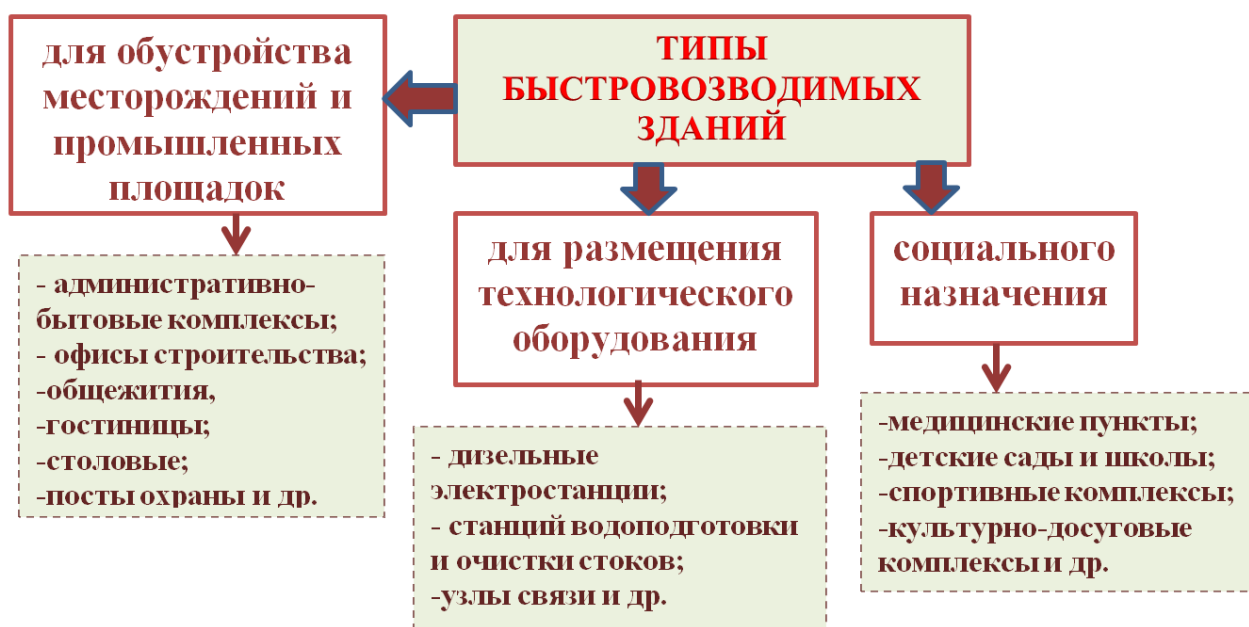 ТИПЫ
БЫСТРОВОЗВОДИМЫХ
ЗДАНИЙ
для обустройства
месторождений и
промышленных
площадок
- административно-
бытовые комплексы;
- офисы строительства;
-общежития,
-гостиницы;
-столовые;
-посты охраны и др.
для размещения
технологического
оборудования
- дизельные
электростанции;
- станций водоподготовки
и очистки стоков;
-узлы связи и др.
социального
назначения
-медицинские пункты;
-детские сады и школы;
-спортивные комплексы;
-культурно-досуговые
комплексы и др.